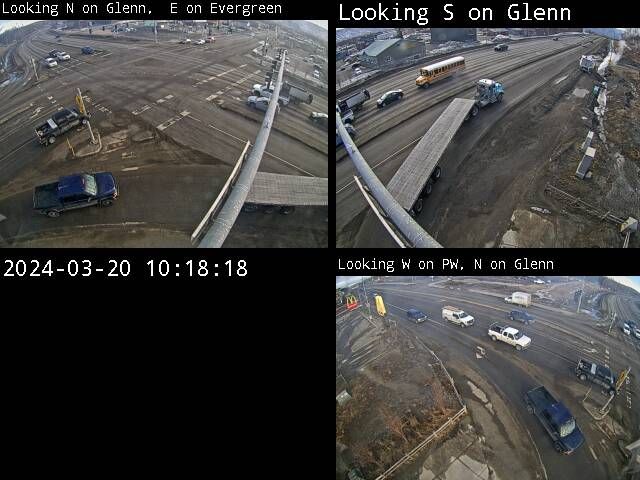 Looking N on Glenn,  E on Evergreen
Looking S on Glenn
2024-03-20 10:18:18
Looking W on PW, N on Glenn